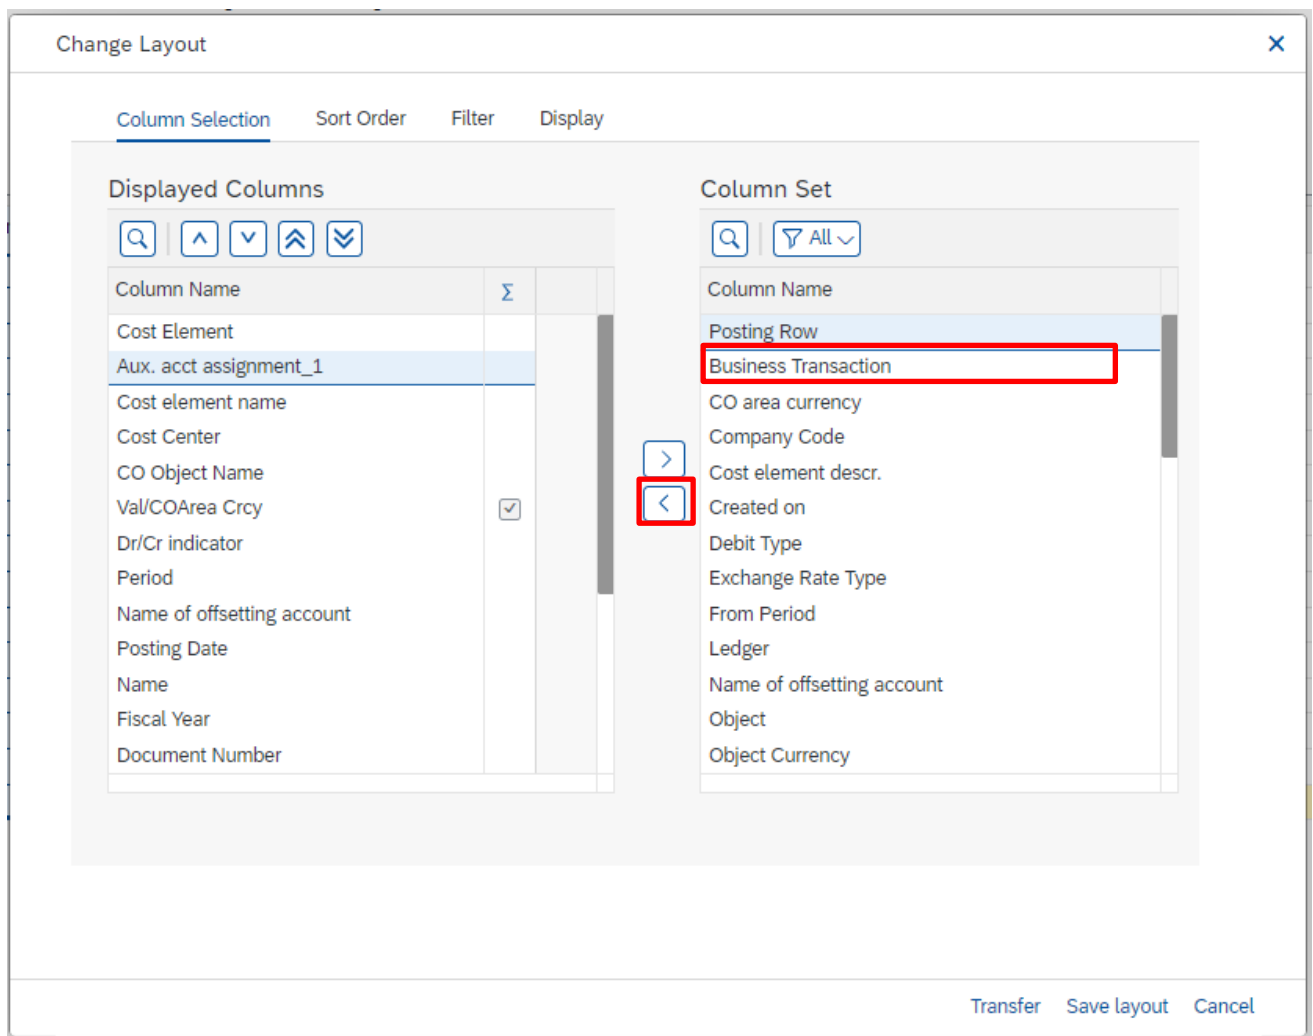 Change Layout
Column Selection Sort Order Filter Display
Displayed Columns
Column Name Σ
Cost Element
Aux. acct assignment_1
Cost element name
Cost Center
CO Object Name
Val/COArea Crcy
Dr/Cr indicator
Period
Name of offsetting account
Posting Date
Name
Fiscal Year
Document Number
Column Set
All
Column Name
Posting Row
Business Transaction
CO area currency
Company Code
Cost element descr.
Created on
Debit Type
Exchange Rate Type
From Period
Ledger
Name of offsetting account
Object
Object Currency
Transfer Save layout Cancel